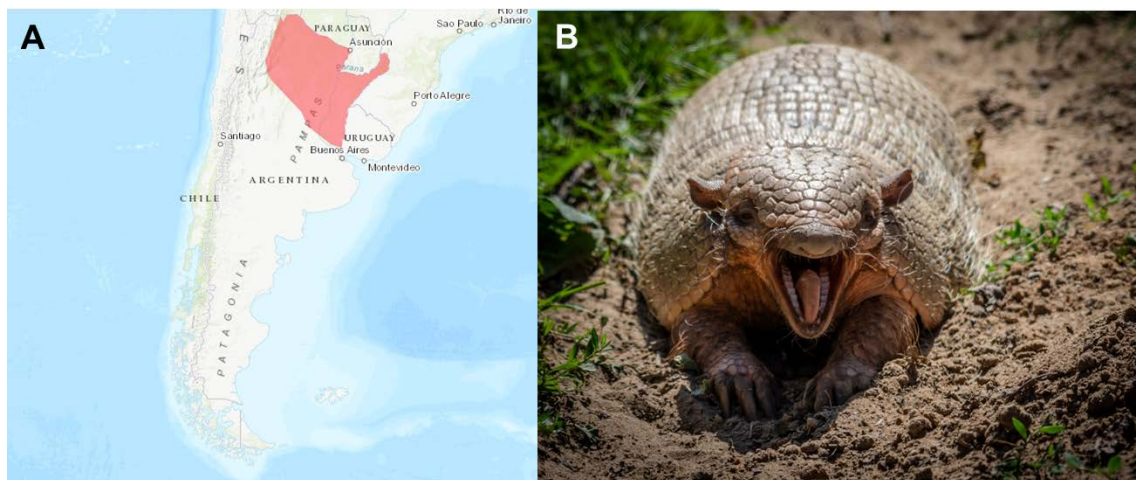 A
PARAGUAY
Asunción
Sao Paulo
Rio de
Janeiro
Paraná
Porto Alegre
PAMPAS
Santiago
URUGUAY
Buenos Aires
Montevideo
ARGENTINA
CHILE
PATAGONIA
B